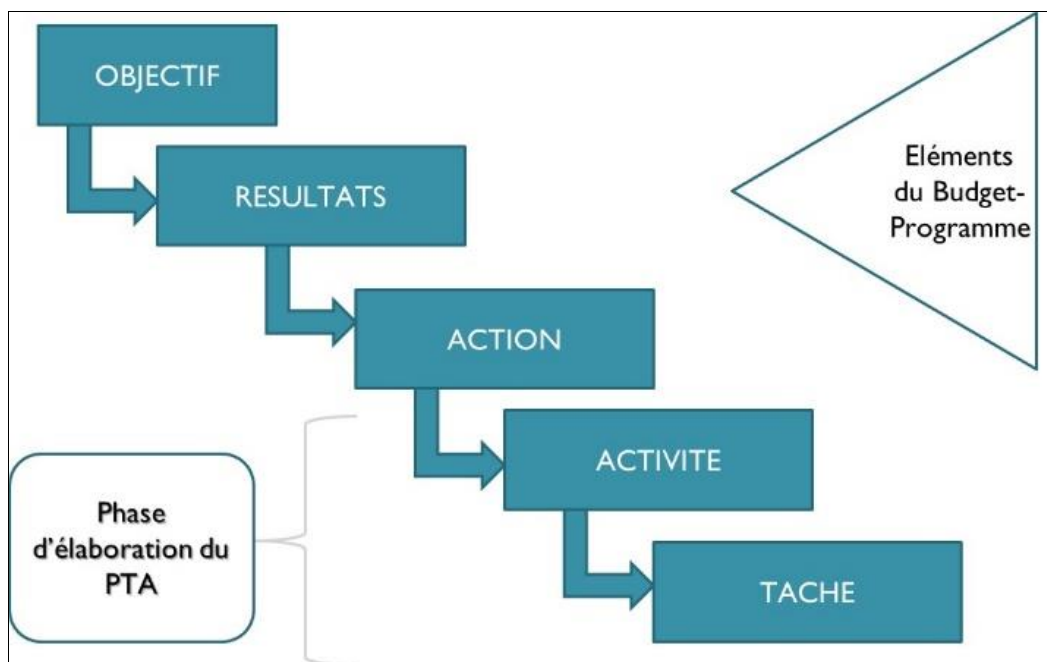 OBJECTIF
RESULTATS
ACTION
ACTIVITE
TACHE
Eléments
du Budget-
Programme
Phase
d'élaboration du
PTA